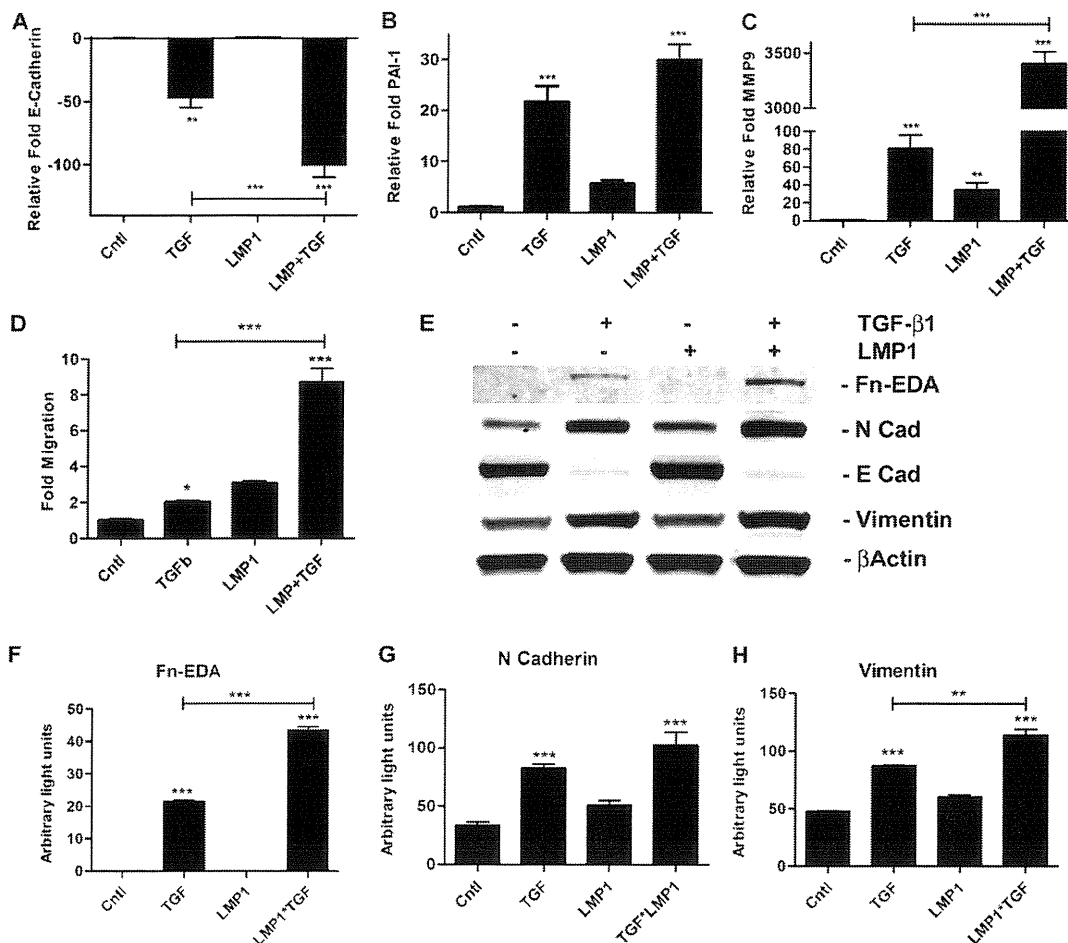 A
***
0
-50
-100
**
***
***
Relative Fold E-Cadherin
Cntl
TGF
LMP1
LMP+TGF
B
30
20
10
0
***
***
Relative Fold PAI-1
Cntl
TGF
LMP1
LMP+TGF
C
***
3500
3000
100
80
60
40
20
0
***
**
***
Relative Fold MMP9
Cntl
TGF
LMP1
LMP+TGF
D
***
10
8
6
4
2
0
*
***
Fold Migration
Cntl
TGFb
LMP1
LMP+TGF
E
- + - + TGF-β1
- - + + LMP1
- Fn-EDA
- N Cad
- E Cad
- Vimentin
- βActin
F
Fn-EDA
***
50
40
30
20
10
0
***
***
Arbitrary light units
Cntl
TGF
LMP1
LMP1*TGF
G
N Cadherin
150
100
50
0
***
***
Arbitrary light units
Cntl
TGF
LMP1
TGF*LMP1
H
Vimentin
**
150
100
50
0
***
***
Arbitrary light units
Cntl
TGF
LMP1
LMP1*TGF